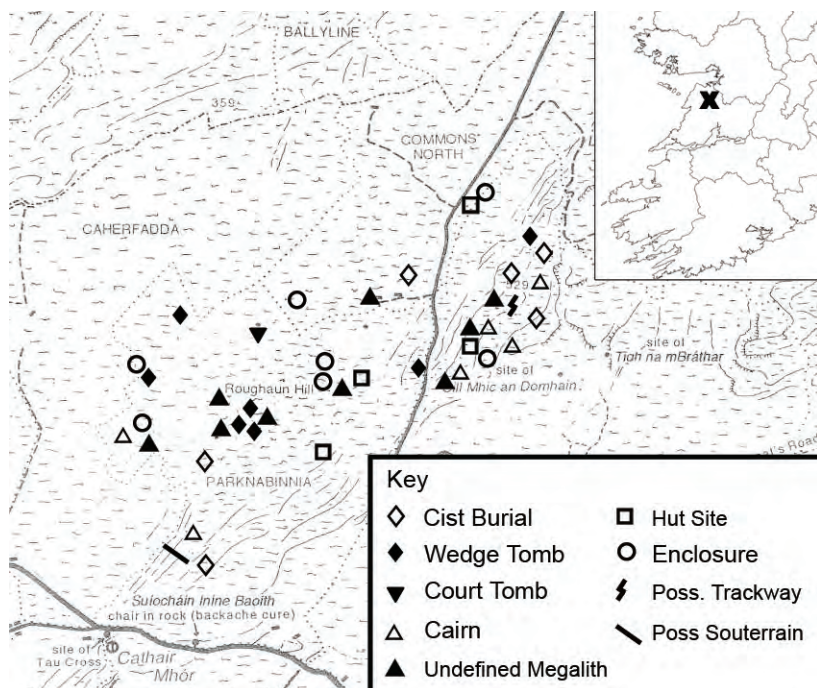 BALLYLINE
359
COMMONS
NORTH
CAHERFADDA
329
site of
Tigh na mBráthar
Roughaun Hill
site of
Cill Mhic an Domhain
PARKNABINNIA
Suíocháin Inine Baoith
chair in rock (backache cure)
site of
Tau Cross
Cathair
Mhór
X
Key
Cist Burial
Wedge Tomb
Court Tomb
Cairn
Undefined Megalith
Hut Site
Enclosure
Poss. Trackway
Poss Souterrain